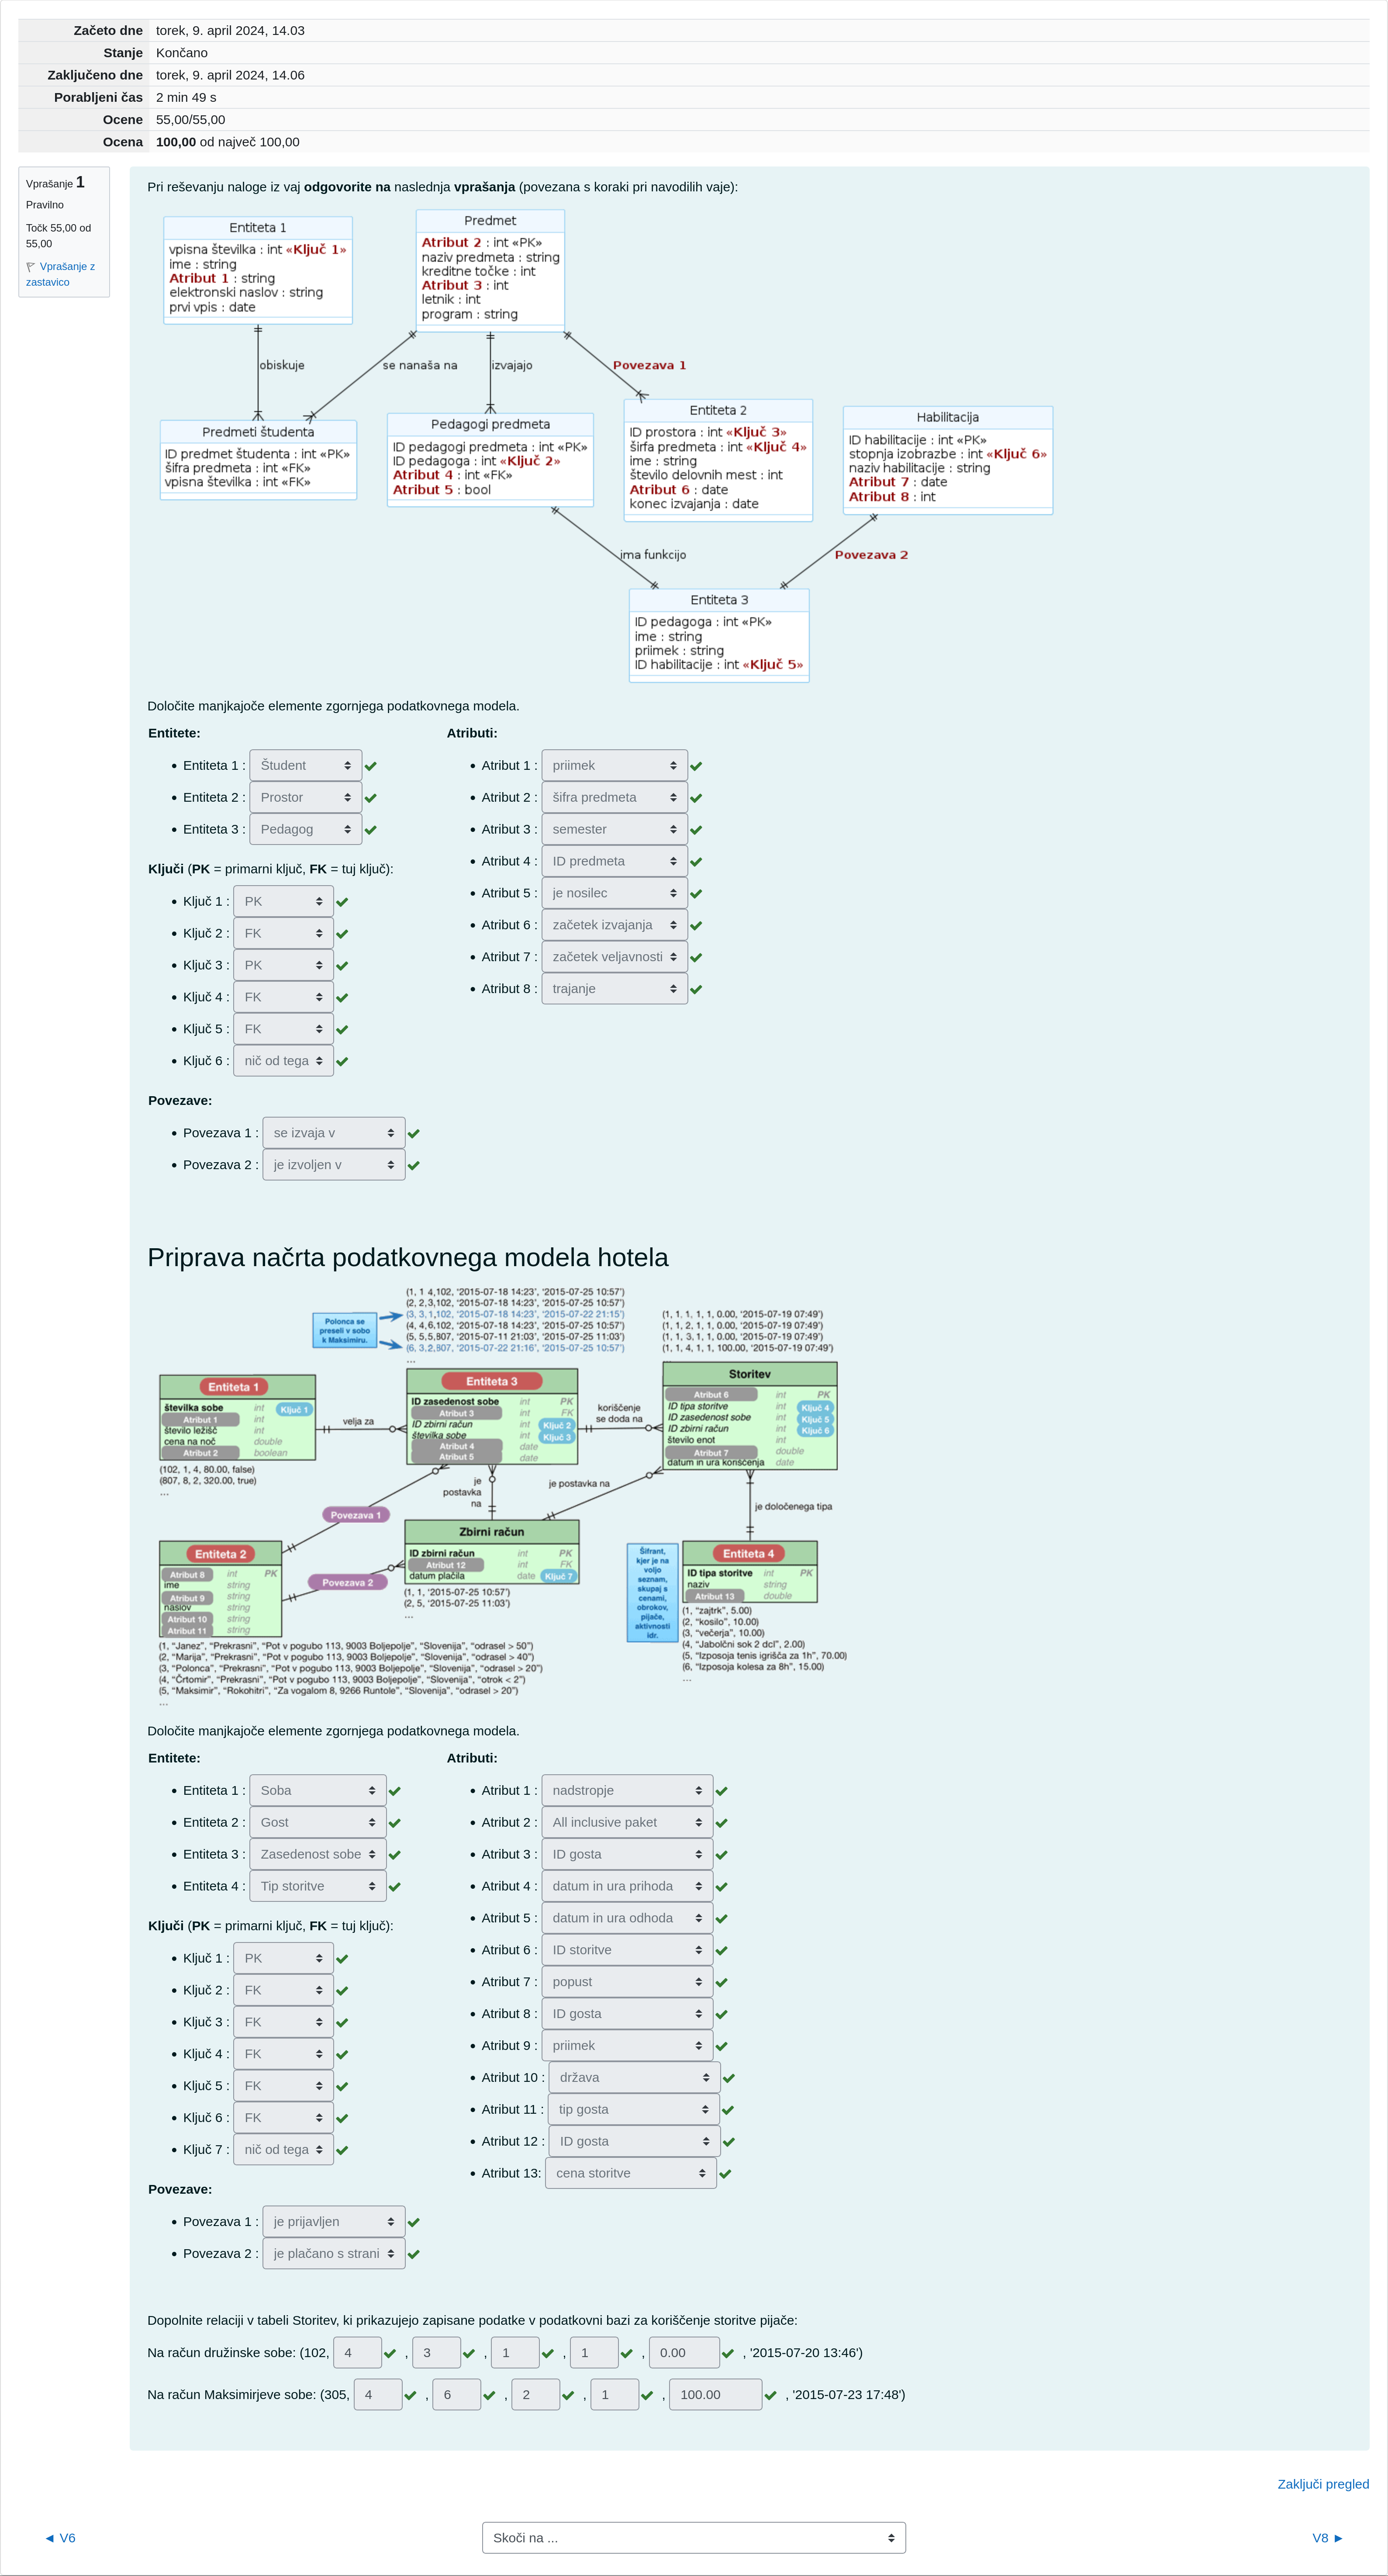 Začeto dne torek, 9. april 2024, 14.03
Stanje Končano
Zaključeno dne torek, 9. april 2024, 14.06
Porabljeni čas 2 min 49 s
Ocene 55,00/55,00
Ocena 100,00 od največ 100,00
Vprašanje 1
Pravilno
Točk 55,00 od
55,00
Vprašanje z
zastavico
Pri reševanju naloge iz vaj odgovorite na naslednja vprašanja (povezana s koraki pri navodilih vaje):
Entiteta 1
vpisna številka : int «Ključ 1»
ime : string
Atribut 1 : string
elektronski naslov : string
prvi vpis : date
Predmet
Atribut 2 : int «PK»
naziv predmeta : string
kreditne točke : int
Atribut 3 : int
letnik : int
program : string
obiskuje
se nanaša na
izvajajo
Povezava 1
Predmeti študenta
ID predmet študenta : int «PK»
šifra predmeta : int «FK»
vpisna številka : int «FK»
Pedagogi predmeta
ID pedagogi predmeta : int «PK»
ID pedagoga : int «Ključ 2»
Atribut 4 : int «FK»
Atribut 5 : bool
Entiteta 2
ID prostora : int «Ključ 3»
širfa predmeta : int «Ključ 4»
ime : string
število delovnih mest : int
Atribut 6 : date
konec izvajanja : date
Habilitacija
ID habilitacije : int «PK»
stopnja izobrazbe : int «Ključ 6»
naziv habilitacije : string
Atribut 7 : date
Atribut 8 : int
ima funkcijo
Povezava 2
Entiteta 3
ID pedagoga : int «PK»
ime : string
priimek : string
ID habilitacije : int «Ključ 5»
Določite manjkajoče elemente zgornjega podatkovnega modela.
Entitete:
Entiteta 1 : Študent
Entiteta 2 : Prostor
Entiteta 3 : Pedagog
Ključi (PK = primarni ključ, FK = tuj ključ):
Ključ 1 : PK
Ključ 2 : FK
Ključ 3 : PK
Ključ 4 : FK
Ključ 5 : FK
Ključ 6 : nič od tega
Povezave:
Povezava 1 : se izvaja v
Povezava 2 : je izvoljen v
Atributi:
Atribut 1 : priimek
Atribut 2 : šifra predmeta
Atribut 3 : semester
Atribut 4 : ID predmeta
Atribut 5 : je nosilec
Atribut 6 : začetek izvajanja
Atribut 7 : začetek veljavnosti
Atribut 8 : trajanje
Priprava načrta podatkovnega modela hotela
Polonca se
preseli v sobo
k Maksimiru.
(1, 1 4,102, '2015-07-18 14:23', '2015-07-25 10:57')
(2, 2,3,102, '2015-07-18 14:23', '2015-07-25 10:57')
(3, 3,1,102, '2015-07-18 14:23', '2015-07-22 21:15')
(4, 4,6,102, '2015-07-18 14:23', '2015-07-25 10:57')
(5, 5,5,807, '2015-07-11 21:03', '2015-07-25 11:03')
(6, 3,2,807, '2015-07-22 21:16', '2015-07-25 10:57')
...
(1, 1, 1, 1, 1, 0.00, '2015-07-19 07:49')
(1, 1, 2, 1, 1, 0.00, '2015-07-19 07:49')
(1, 1, 3, 1, 1, 0.00, '2015-07-19 07:49')
(1, 1, 4, 1, 1, 100.00, '2015-07-19 07:49')
Entiteta 1
številka sobe int Ključ 1
Atribut 1 int
število ležišč int
cena na noč double
Atribut 2 boolean
(102, 1, 4, 80.00, false)
(807, 8, 2, 320.00, true)
...
velja za
Entiteta 3
ID zasedenost sobe int PK
Atribut 3 int FK
ID zbirni račun int Ključ 2
številka sobe int Ključ 3
Atribut 4 date
Atribut 5 date
koriščenje
se doda na
Storitev
Atribut 6 int PK
ID tipa storitve int Ključ 4
ID zasedenost sobe int Ključ 5
ID zbirni račun int Ključ 6
število enot int
Atribut 7 double
datum in ura koriščenja date
je
postavka
na
je postavka na
je določenega tipa
Povezava 1
Povezava 2
Entiteta 2
Atribut 8 int PK
ime string
Atribut 9 string
naslov string
Atribut 10 string
Atribut 11 string
Zbirni račun
ID zbirni račun int PK
Atribut 12 int FK
datum plačila date Ključ 7
(1, 1, '2015-07-25 10:57')
(2, 5, '2015-07-25 11:03')
...
Šifrant,
kjer je na
voljo
seznam,
skupaj s
cenami,
obrokov,
pijače,
aktivnosti
idr.
Entiteta 4
ID tipa storitve int PK
naziv string
Atribut 13 double
(1, "zajtrk", 5.00)
(2, "kosilo", 10.00)
(3, "večerja", 10.00)
(4, "Jabolčni sok 2 dcl", 2.00)
(5, "Izposoja tenis igrišča za 1h", 70.00)
(6, "Izposoja kolesa za 8h", 15.00)
...
(1, "Janez", "Prekrasni", "Pot v pogubo 113, 9003 Boljepolje", "Slovenija", "odrasel > 50")
(2, "Marija", "Prekrasni", "Pot v pogubo 113, 9003 Boljepolje", "Slovenija", "odrasel > 40")
(3, "Polonca", "Prekrasni", "Pot v pogubo 113, 9003 Boljepolje", "Slovenija", "odrasel > 20")
(4, "Črtomir", "Prekrasni", "Pot v pogubo 113, 9003 Boljepolje", "Slovenija", "otrok < 2")
(5, "Maksimir", "Rokohitri", "Za vogalom 8, 9266 Runtole", "Slovenija", "odrasel > 20")
...
Določite manjkajoče elemente zgornjega podatkovnega modela.
Entitete:
Entiteta 1 : Soba
Entiteta 2 : Gost
Entiteta 3 : Zasedenost sobe
Entiteta 4 : Tip storitve
Ključi (PK = primarni ključ, FK = tuj ključ):
Ključ 1 : PK
Ključ 2 : FK
Ključ 3 : FK
Ključ 4 : FK
Ključ 5 : FK
Ključ 6 : FK
Ključ 7 : nič od tega
Povezave:
Povezava 1 : je prijavljen
Povezava 2 : je plačano s strani
Atributi:
Atribut 1 : nadstropje
Atribut 2 : All inclusive paket
Atribut 3 : ID gosta
Atribut 4 : datum in ura prihoda
Atribut 5 : datum in ura odhoda
Atribut 6 : ID storitve
Atribut 7 : popust
Atribut 8 : ID gosta
Atribut 9 : priimek
Atribut 10 : država
Atribut 11 : tip gosta
Atribut 12 : ID gosta
Atribut 13: cena storitve
Dopolnite relaciji v tabeli Storitev, ki prikazujejo zapisane podatke v podatkovni bazi za koriščenje storitve pijače:
Na račun družinske sobe: (102, 4 , 3 , 1 , 1 , 0.00 , '2015-07-20 13:46')
Na račun Maksimirjeve sobe: (305, 4 , 6 , 2 , 1 , 100.00 , '2015-07-23 17:48')
Zaključi pregled
◄ V6
Skoči na ...
V8 ►